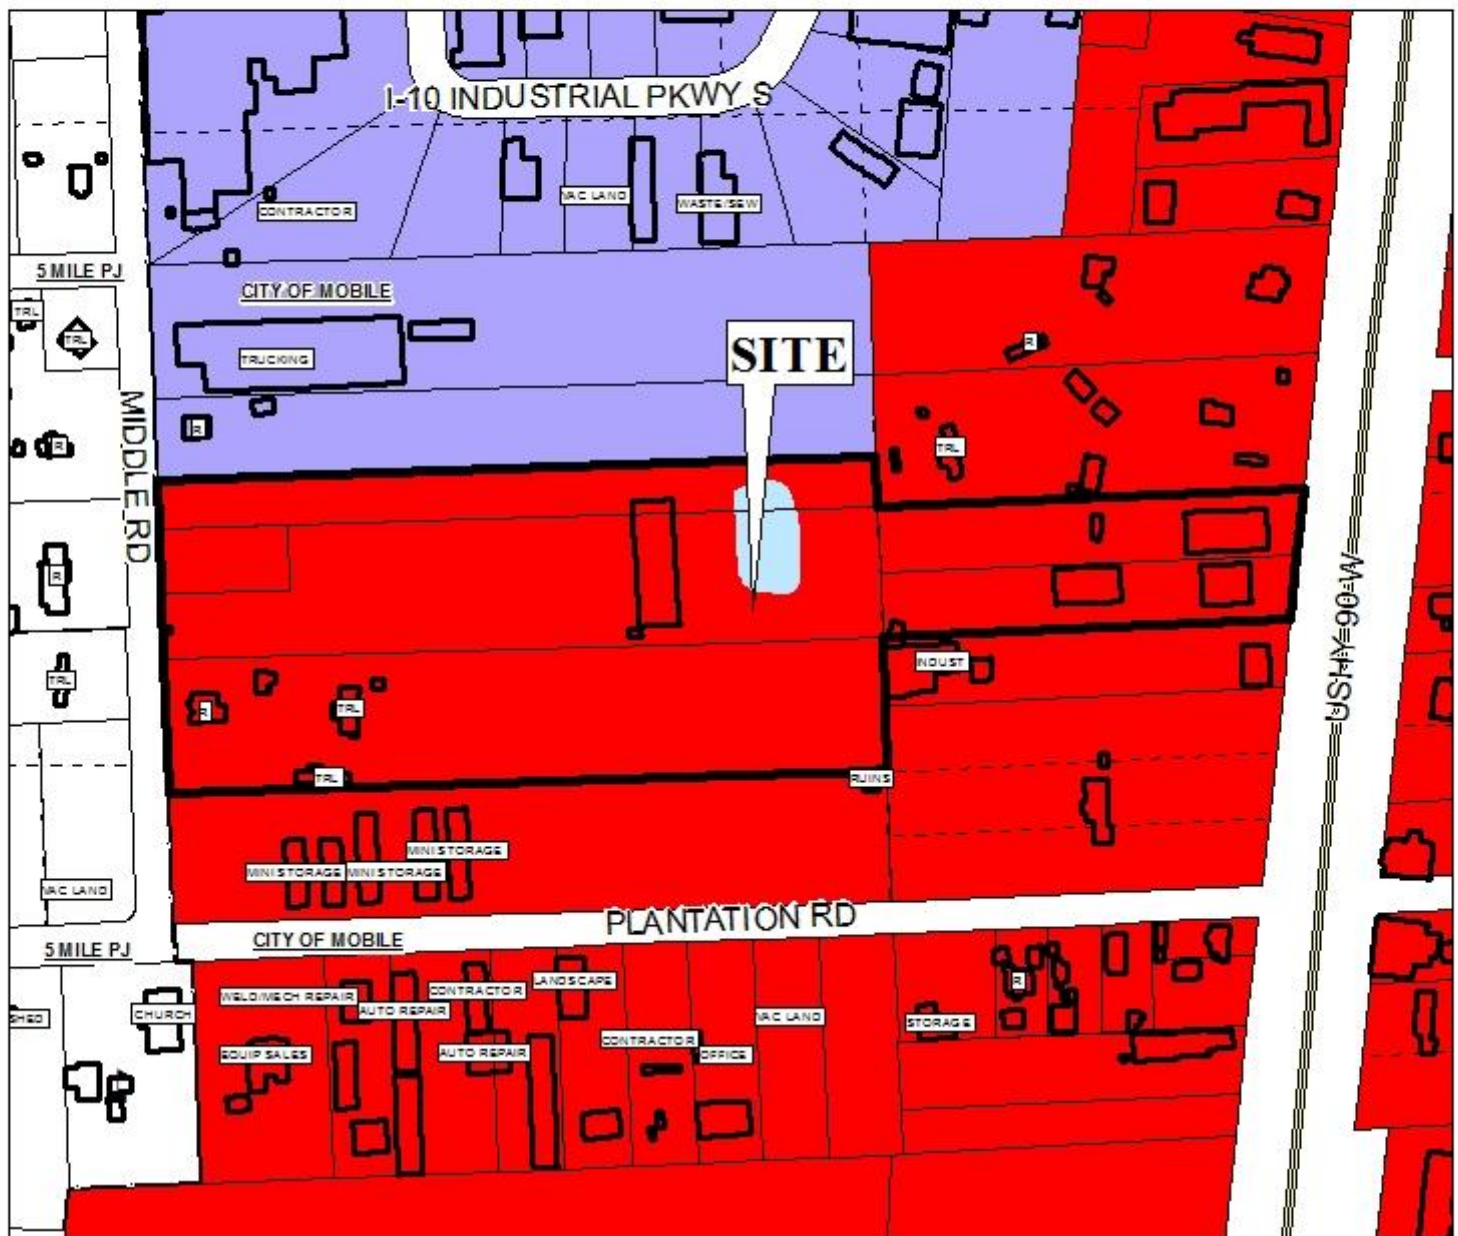 I-10 INDUSTRIAL PKWY S
VAC LAND
WASTE/SEW
CONTRACTOR
5 MILE PJ
CITY OF MOBILE
TRL
TRL
TRUCKING
SITE
R
MIDDLE RD
R
R
TRL
R
USHY 90 W
INDUST
TRL
R
TRL
TRL
RUINS
MINI STORAGE
MINI STORAGE
MINI STORAGE
VAC LAND
PLANTATION RD
5 MILE PJ
CITY OF MOBILE
LANDSCAPE
CONTRACTOR
R
WELD/MECH REPAIR
AUTO REPAIR
SHED
CHURCH
VAC LAND
STORAGE
CONTRACTOR
EQUIP SALES
AUTO REPAIR
OFFICE